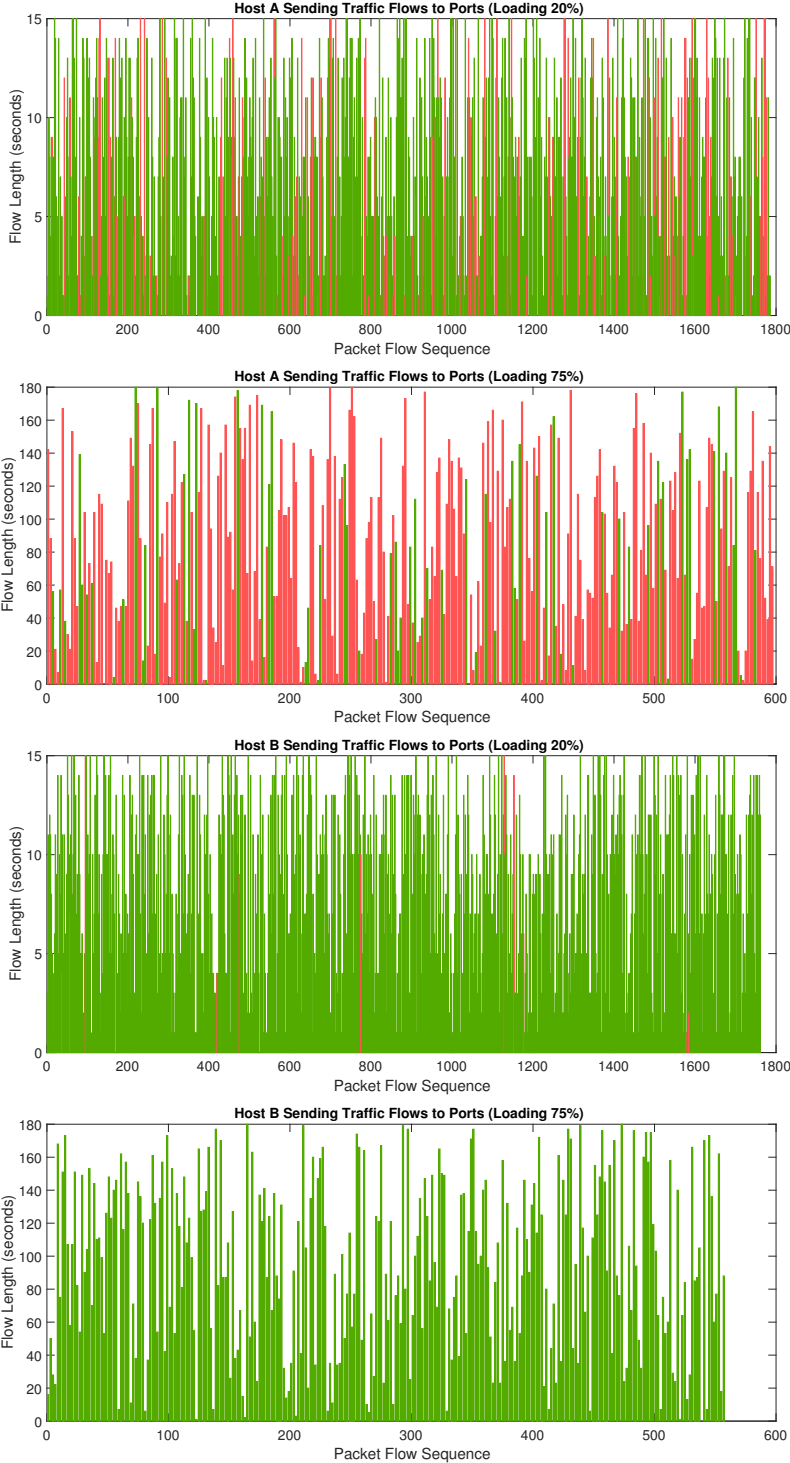 Host A Sending Traffic Flows to Ports (Loading 20%)
15
10
5
0
Flow Length (seconds)
0 200 400 600 800 1000 1200 1400 1600 1800
Packet Flow Sequence
Host A Sending Traffic Flows to Ports (Loading 75%)
180
160
140
120
100
80
60
40
20
0
Flow Length (seconds)
0 100 200 300 400 500 600
Packet Flow Sequence
Host B Sending Traffic Flows to Ports (Loading 20%)
15
10
5
0
Flow Length (seconds)
0 200 400 600 800 1000 1200 1400 1600 1800
Packet Flow Sequence
Host B Sending Traffic Flows to Ports (Loading 75%)
180
160
140
120
100
80
60
40
20
0
Flow Length (seconds)
0 100 200 300 400 500 600
Packet Flow Sequence